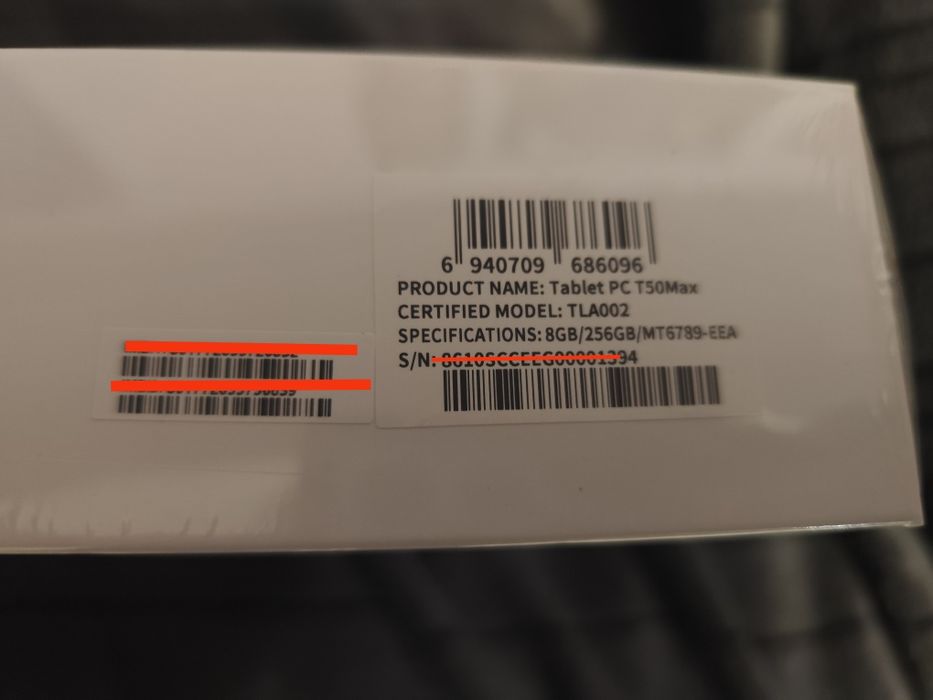 6 940709 686096
PRODUCT NAME: Tablet PC T50Max
CERTIFIED MODEL: TLA002
SPECIFICATIONS: 8GB/256GB/MT6789-EEA
S/N: